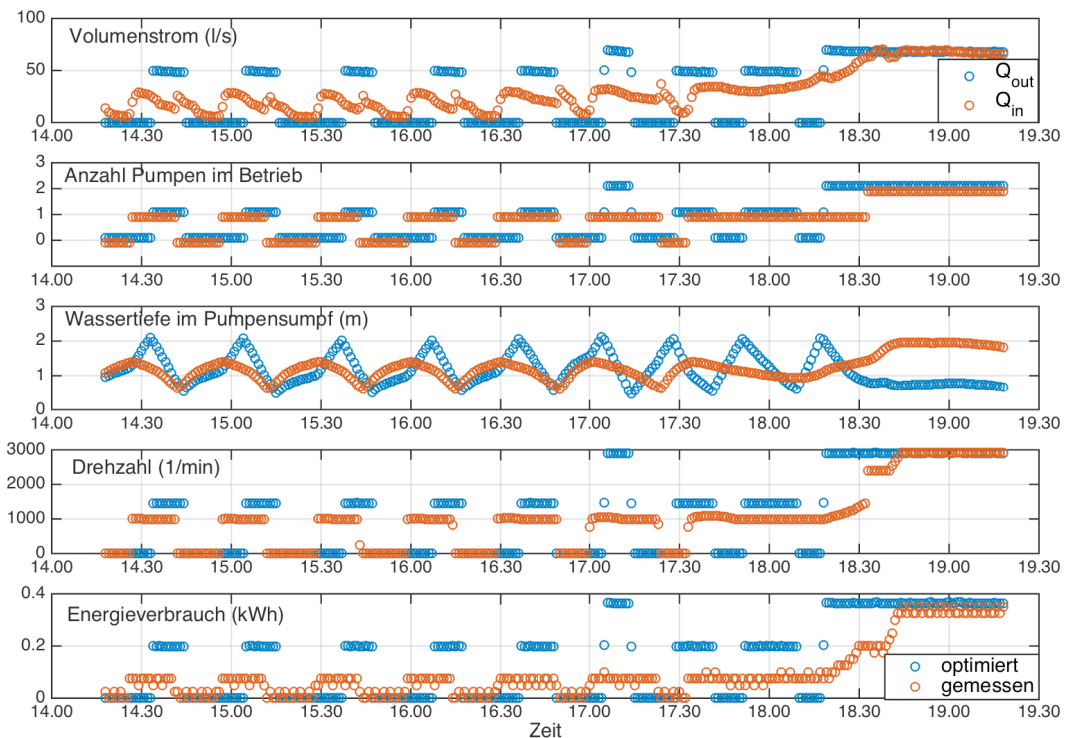 100
50
0
Volumenstrom (l/s)
Q_out
Q_in
14.00 14.30 15.00 15.30 16.00 16.30 17.00 17.30 18.00 18.30 19.00 19.30
3
2
1
0
Anzahl Pumpen im Betrieb
14.00 14.30 15.00 15.30 16.00 16.30 17.00 17.30 18.00 18.30 19.00 19.30
3
2
1
0
Wassertiefe im Pumpensumpf (m)
14.00 14.30 15.00 15.30 16.00 16.30 17.00 17.30 18.00 18.30 19.00 19.30
3000
2000
1000
0
Drehzahl (1/min)
14.00 14.30 15.00 15.30 16.00 16.30 17.00 17.30 18.00 18.30 19.00 19.30
0.4
0.2
0
Energieverbrauch (kWh)
optimiert
gemessen
14.00 14.30 15.00 15.30 16.00 16.30 17.00 17.30 18.00 18.30 19.00 19.30
Zeit